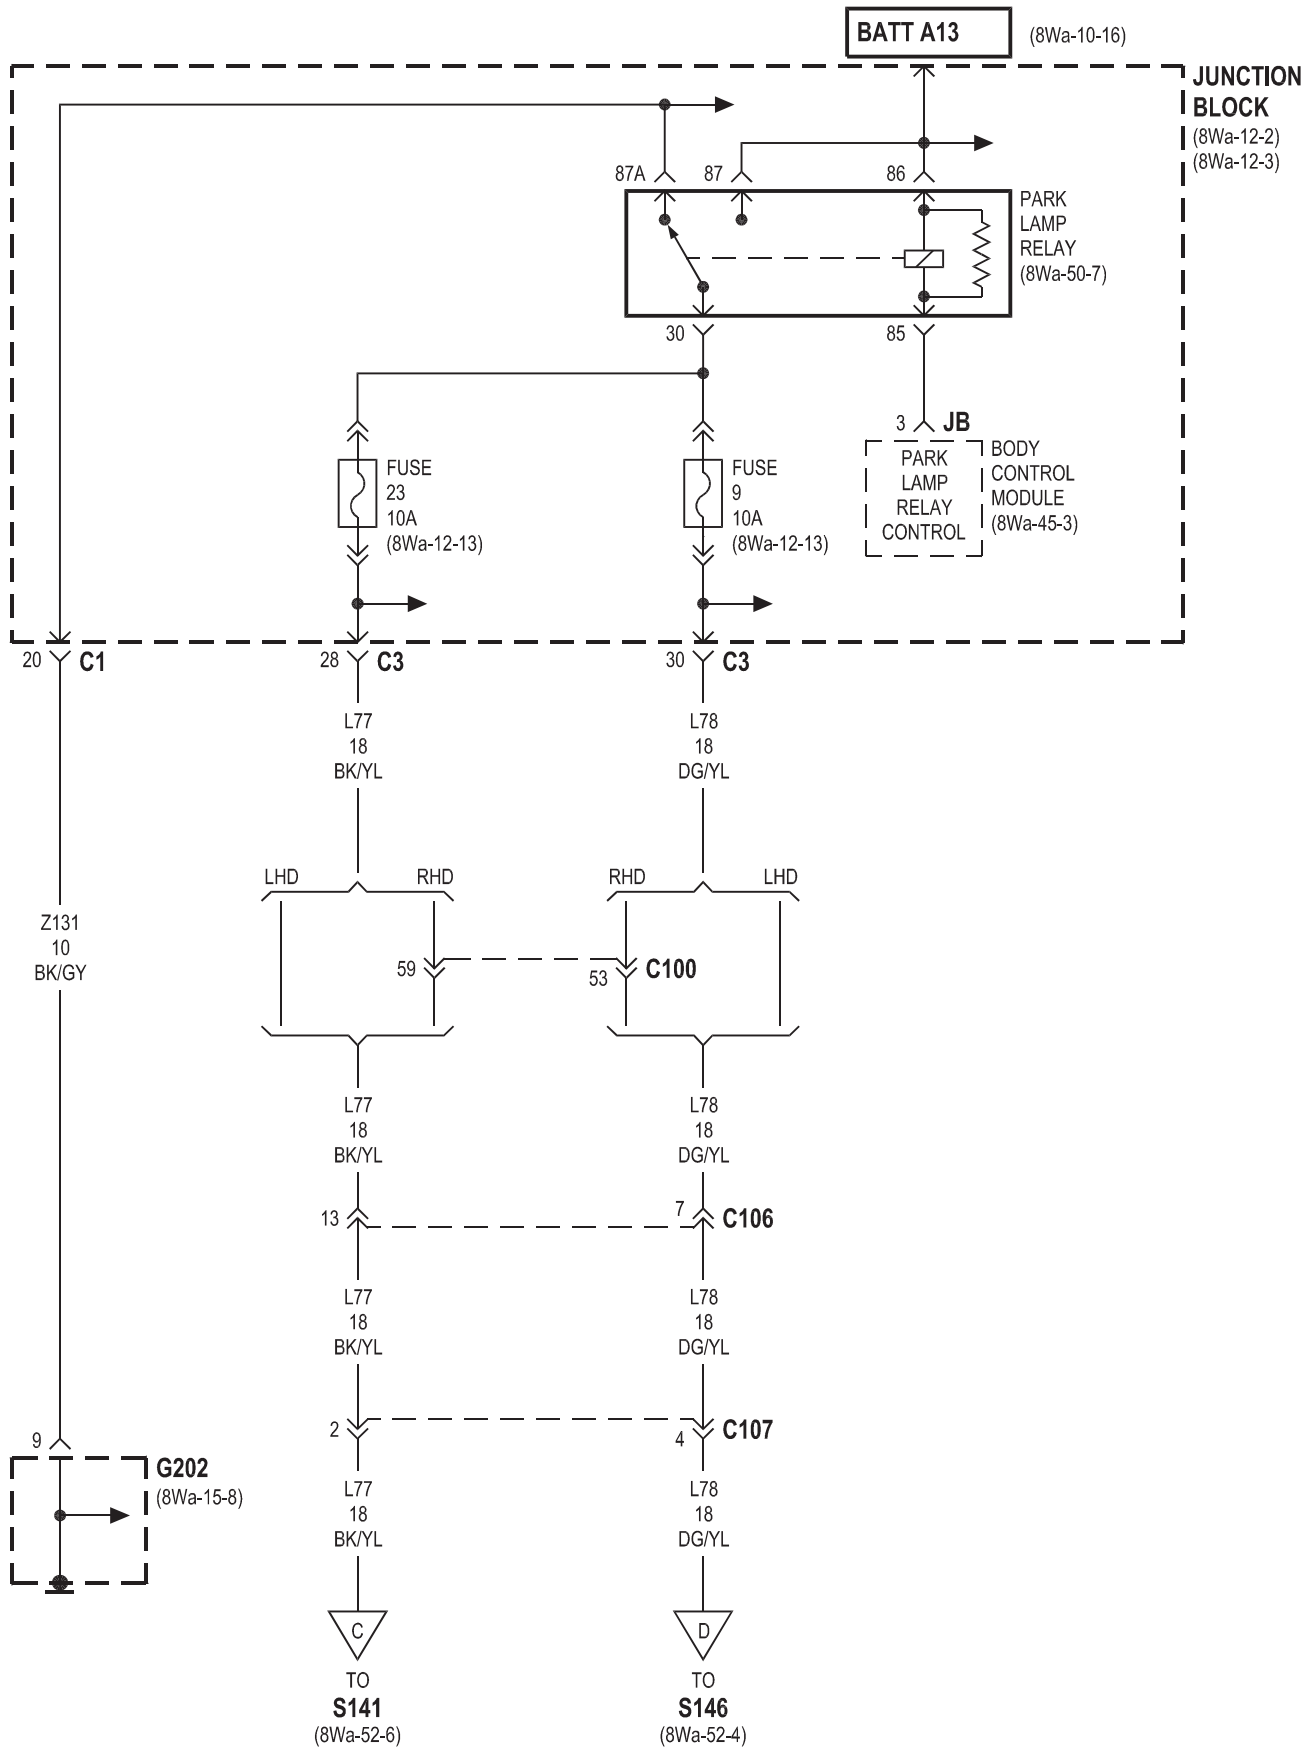 BATT A13
(8Wa-10-16)
JUNCTION
BLOCK
(8Wa-12-2)
(8Wa-12-3)
87A
87
86
PARK
LAMP
RELAY
(8Wa-50-7)
30
85
3
JB
FUSE
23
10A
(8Wa-12-13)
FUSE
9
10A
(8Wa-12-13)
PARK
LAMP
RELAY
CONTROL
BODY
CONTROL
MODULE
(8Wa-45-3)
20
C1
28
C3
30
C3
L77
18
BK/YL
L78
18
DG/YL
LHD
RHD
RHD
LHD
Z131
10
BK/GY
59
53
C100
L77
18
BK/YL
L78
18
DG/YL
13
7
C106
L77
18
BK/YL
L78
18
DG/YL
2
4
C107
9
G202
(8Wa-15-8)
L77
18
BK/YL
L78
18
DG/YL
C
D
TO
S141
(8Wa-52-6)
TO
S146
(8Wa-52-4)